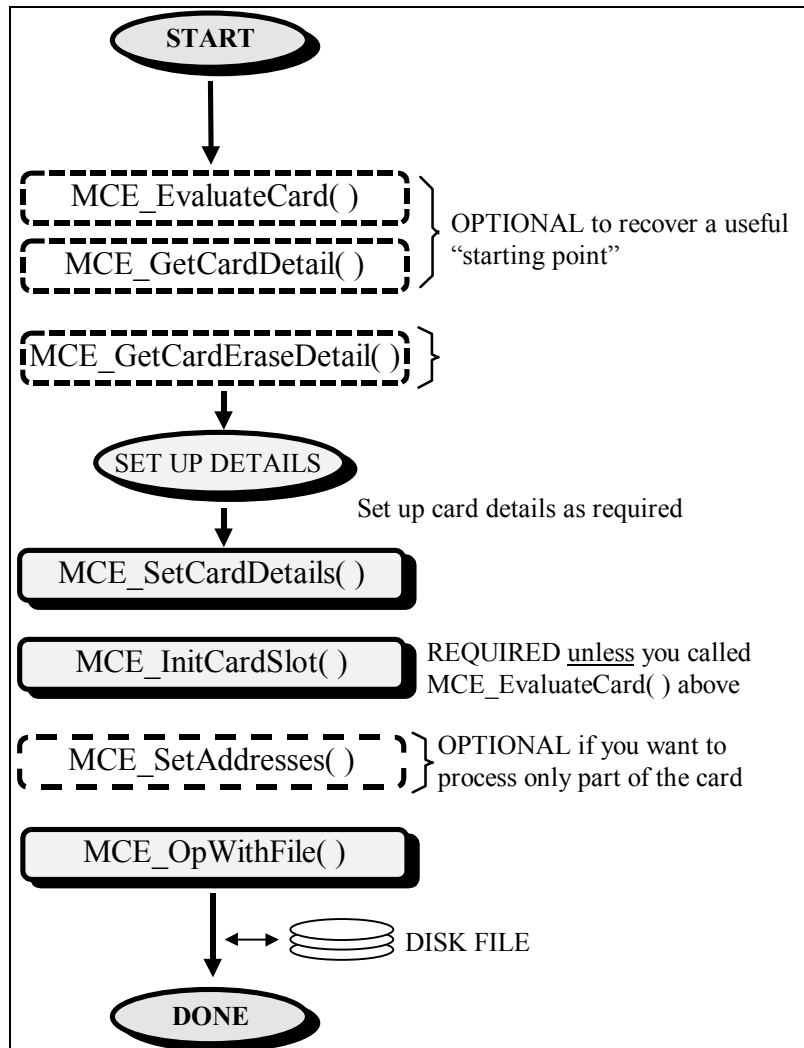 START
MCE_EvaluateCard( )
MCE_GetCardDetail( )
OPTIONAL to recover a useful
“starting point”
MCE_GetCardEraseDetail( )
SET UP DETAILS
Set up card details as required
MCE_SetCardDetails( )
MCE_InitCardSlot( )
REQUIRED unless you called
MCE_EvaluateCard( ) above
MCE_SetAddresses( )
OPTIONAL if you want to
process only part of the card
MCE_OpWithFile( )
DISK FILE
DONE